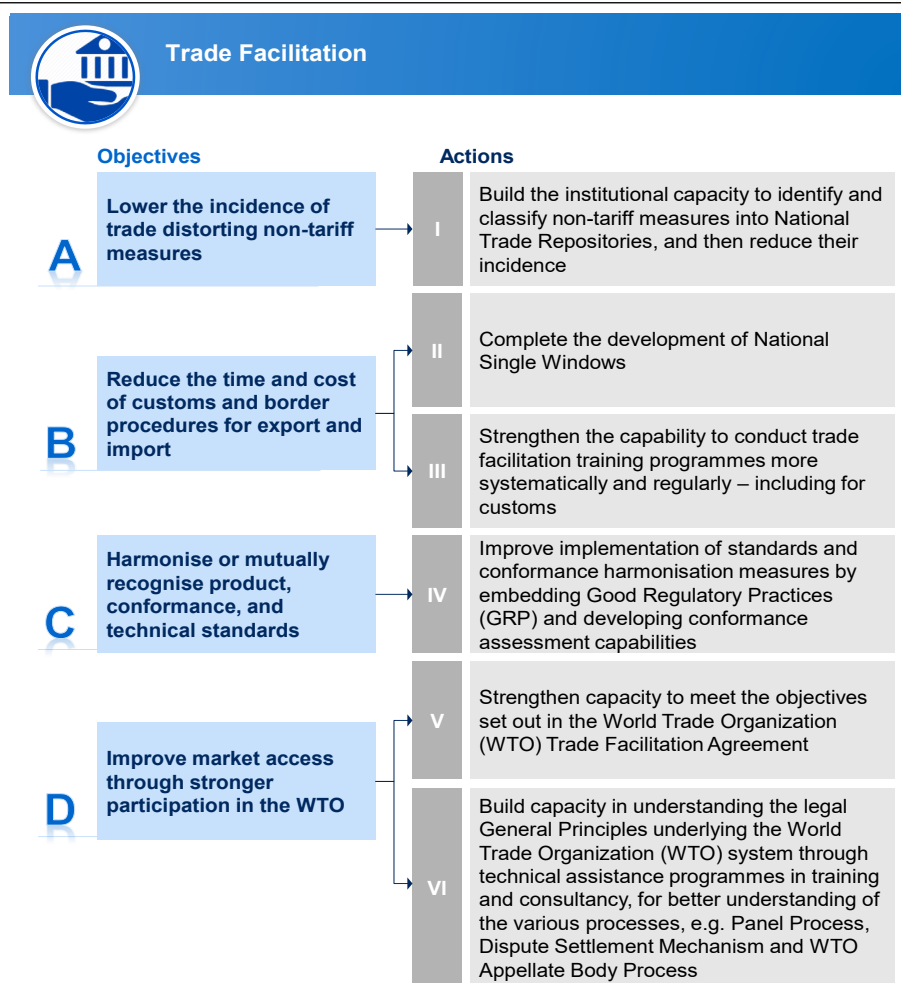 Trade Facilitation
Objectives
Actions
A
Lower the incidence of
trade distorting non-tariff
measures
I
Build the institutional capacity to identify and
classify non-tariff measures into National
Trade Repositories, and then reduce their
incidence
B
Reduce the time and cost
of customs and border
procedures for export and
import
II
Complete the development of National
Single Windows
III
Strengthen the capability to conduct trade
facilitation training programmes more
systematically and regularly – including for
customs
C
Harmonise or mutually
recognise product,
conformance, and
technical standards
IV
Improve implementation of standards and
conformance harmonisation measures by
embedding Good Regulatory Practices
(GRP) and developing conformance
assessment capabilities
D
Improve market access
through stronger
participation in the WTO
V
Strengthen capacity to meet the objectives
set out in the World Trade Organization
(WTO) Trade Facilitation Agreement
VI
Build capacity in understanding the legal
General Principles underlying the World
Trade Organization (WTO) system through
technical assistance programmes in training
and consultancy, for better understanding of
the various processes, e.g. Panel Process,
Dispute Settlement Mechanism and WTO
Appellate Body Process